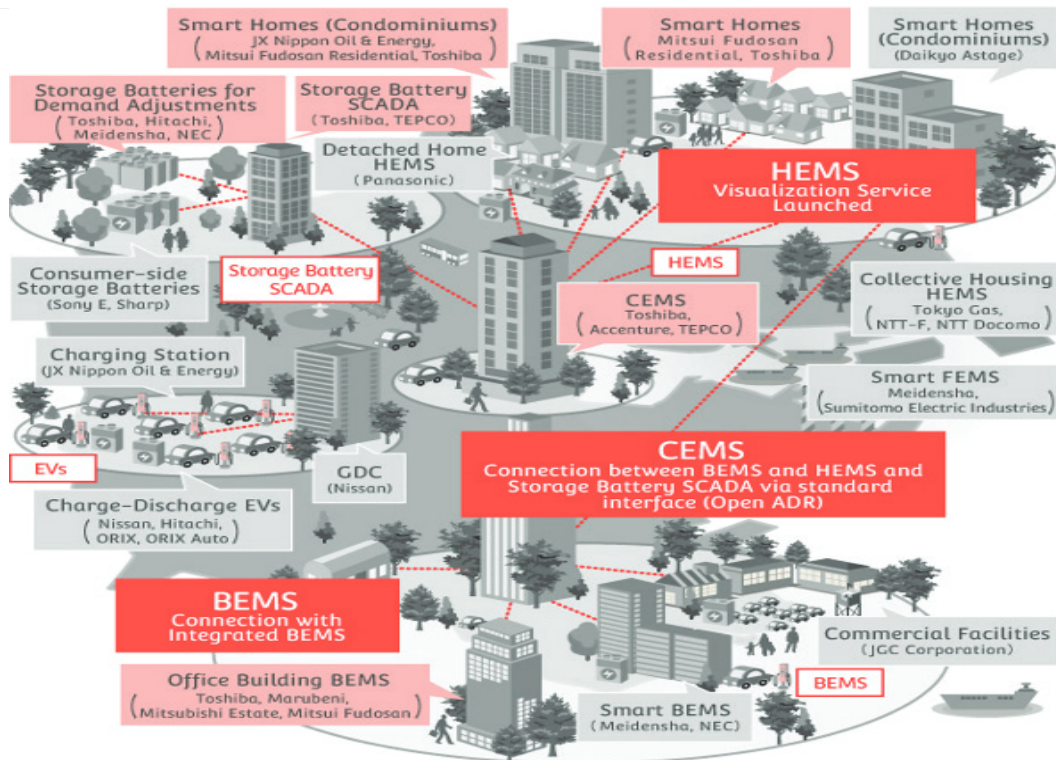 Smart Homes (Condominiums)
JX Nippon Oil & Energy,
(Mitsui Fudosan Residential, Toshiba)
Smart Homes
Mitsui Fudosan
(Residential, Toshiba)
Smart Homes
(Condominiums)
(Daikyo Astage)
Storage Batteries for
Demand Adjustments
(Toshiba, Hitachi,
Meidensha, NEC)
Storage Battery
SCADA
(Toshiba, TEPCO)
Detached Home
HEMS
(Panasonic)
HEMS
Visualization Service
Launched
Consumer-side
Storage Batteries
(Sony E, Sharp)
Storage Battery
SCADA
HEMS
CEMS
Toshiba,
(Accenture, TEPCO)
Collective Housing
HEMS
Tokyo Gas,
(NTT-F, NTT Docomo)
Charging Station
(JX Nippon Oil & Energy)
Smart FEMS
Meidensha,
(Sumitomo Electric Industries)
EVs
GDC
(Nissan)
CEMS
Connection between BEMS and HEMS and
Storage Battery SCADA via standard
interface (Open ADR)
Charge-Discharge EVs
(Nissan, Hitachi,
ORIX, ORIX Auto)
BEMS
Connection with
Integrated BEMS
Commercial Facilities
(JGC Corporation)
Office Building BEMS
Toshiba, Marubeni,
(Mitsubishi Estate, Mitsui Fudosan)
Smart BEMS
(Meidensha, NEC)
BEMS